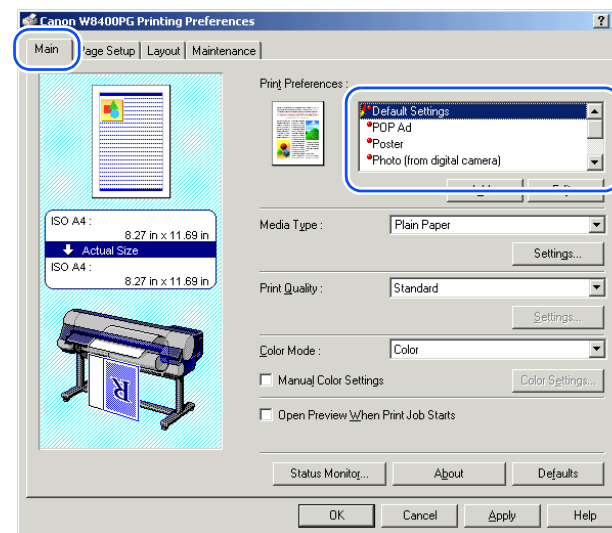 Canon W8400PG Printing Preferences ?
Main Page Setup Layout Maintenance
Print Preferences :
Default Settings
POP Ad
Poster
Photo (from digital camera)
ISO A4 :
8.27 in x 11.69 in
Actual Size
ISO A4 :
8.27 in x 11.69 in
Media Type : Plain Paper
Settings...
Print Quality : Standard
Settings...
Color Mode : Color
Manual Color Settings Color Settings...
Open Preview When Print Job Starts
Status Monitor... About Defaults
OK Cancel Apply Help
R